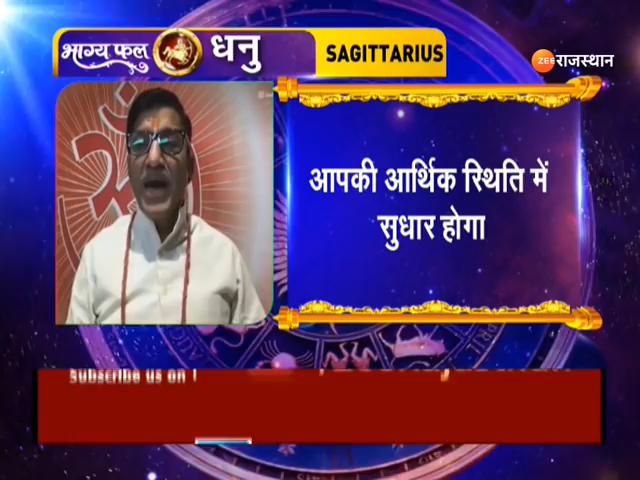 भाग्य फल
धनु
SAGITTARIUS
ZEE राजस्थान
आपकी आर्थिक स्थिति में
सुधार होगा
Subscribe us on